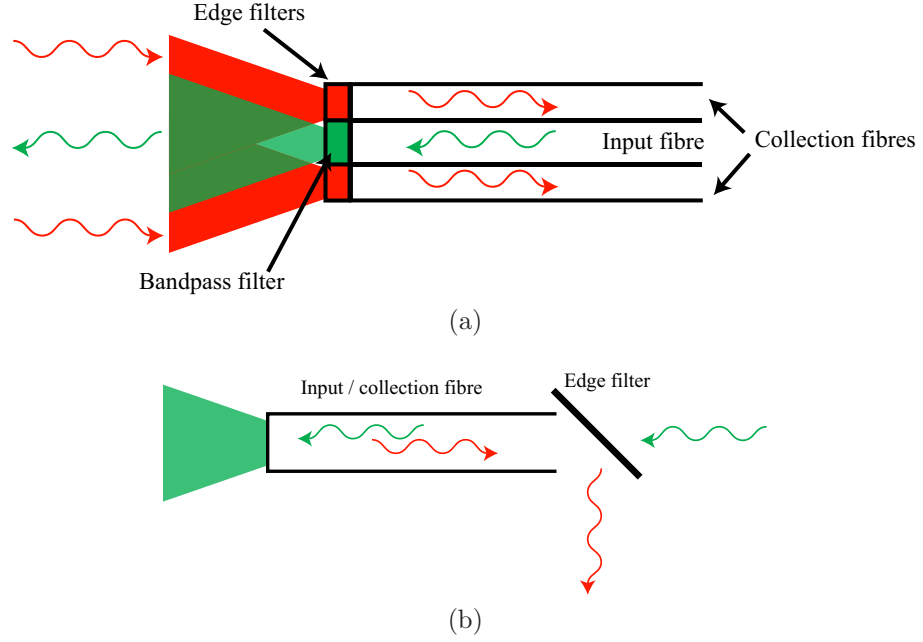 Edge filters
Input fibre
Collection fibres
Bandpass filter
(a)
Input / collection fibre
Edge filter
(b)